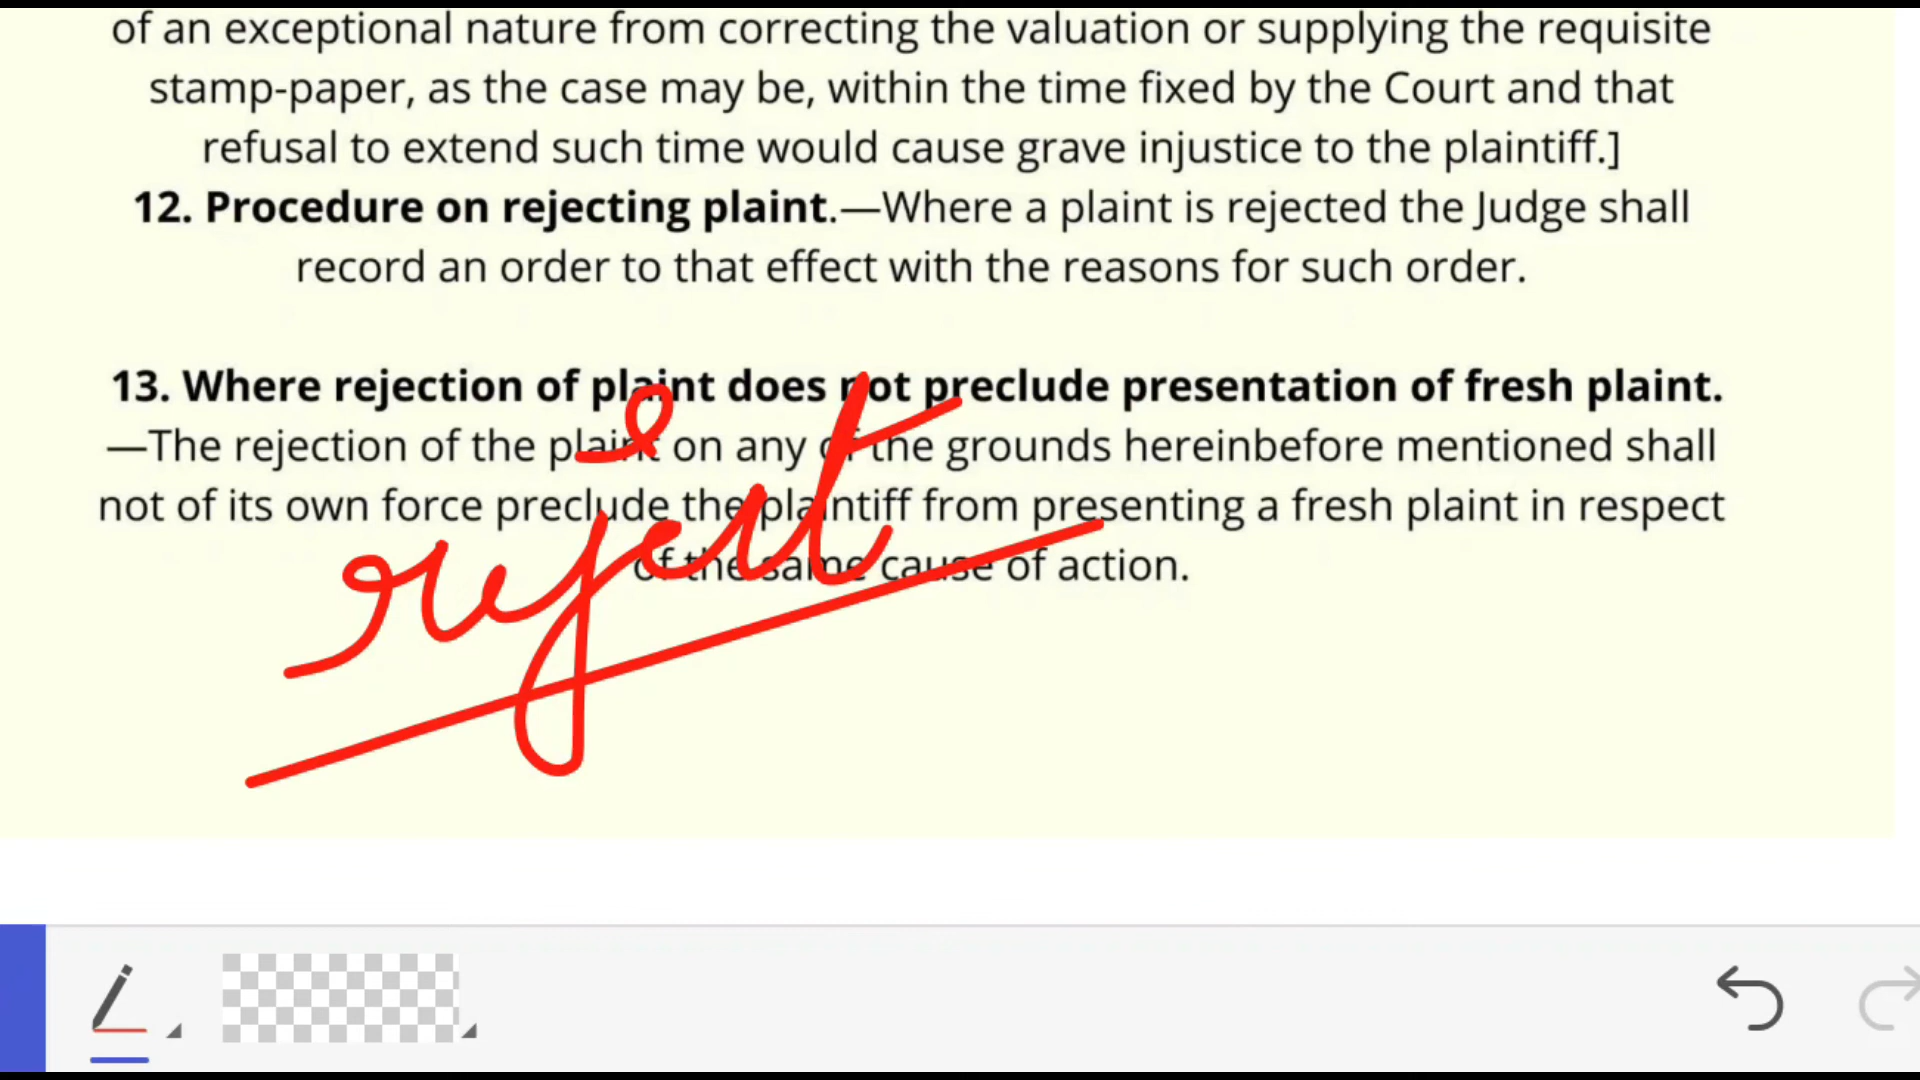 of an exceptional nature from correcting the valuation or supplying the requisite
stamp-paper, as the case may be, within the time fixed by the Court and that
refusal to extend such time would cause grave injustice to the plaintiff.]
12. Procedure on rejecting plaint.—Where a plaint is rejected the Judge shall
record an order to that effect with the reasons for such order.
13. Where rejection of plaint does not preclude presentation of fresh plaint.
—The rejection of the plaint on any of the grounds hereinbefore mentioned shall
not of its own force preclude the plaintiff from presenting a fresh plaint in respect
of the same cause of action.
reject